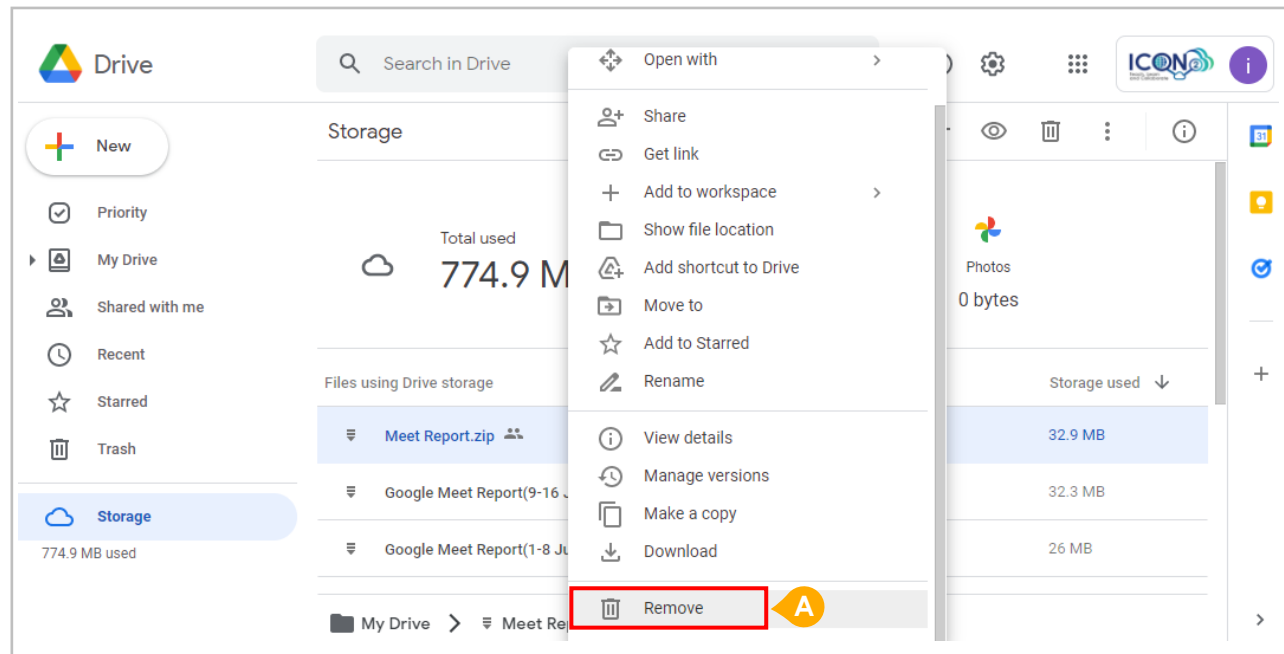 Drive
Search in Drive
ICON2
i
New
Priority
My Drive
Shared with me
Recent
Starred
Trash
Storage
774.9 MB used
Storage
Total used
774.9 M
Photos
0 bytes
Files using Drive storage
Storage used
Meet Report.zip
32.9 MB
Google Meet Report(9-16 J
32.3 MB
Google Meet Report(1-8 Ju
26 MB
My Drive > Meet Re
Open with
Share
Get link
Add to workspace
Show file location
Add shortcut to Drive
Move to
Add to Starred
Rename
View details
Manage versions
Make a copy
Download
Remove
A
31